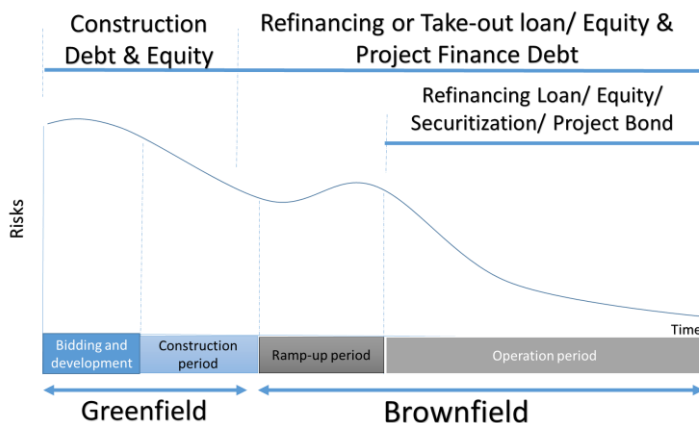 Construction
Debt & Equity
Refinancing or Take-out loan/ Equity &
Project Finance Debt
Refinancing Loan/ Equity/
Securitization/ Project Bond
Risks
Time
Bidding and
development
Construction
period
Ramp-up period
Operation period
Greenfield
Brownfield